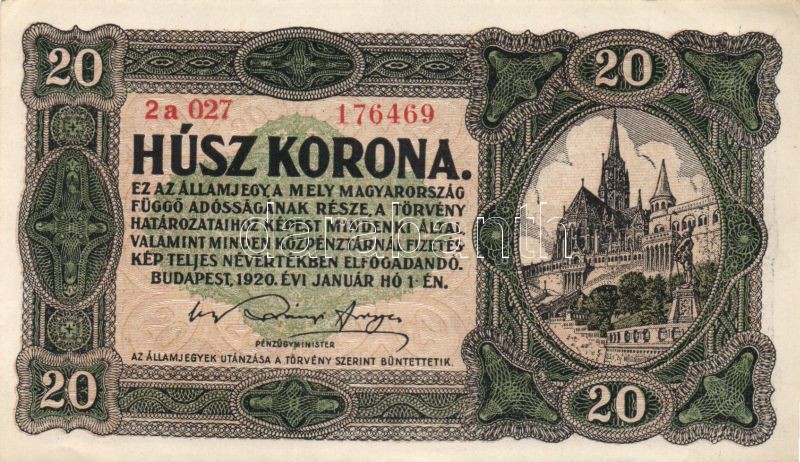 20 20
2a 027 176469
HÚSZ KORONA.
EZ AZ ÁLLAMJEGY, A MELY MAGYARORSZÁG
FÜGGŐ ADÓSSÁGÁNAK RÉSZE, A TÖRVÉNY
HATÁROZATAIHOZ KÉPEST MINDENKI ÁLTAL,
VALAMINT MINDEN KÖZPÉNZTÁRNÁL FIZETÉS
KÉP TELJES NÉVÉRTÉKBEN ELFOGADANDÓ.
BUDAPEST, 1920. ÉVI JANUÁR HÓ 1-ÉN.
PÉNZÜGYMINISTER
AZ ÁLLAMJEGYEK UTÁNZÁSA A TÖRVÉNY SZERINT BÜNTETTETIK.
20 20
darabanth